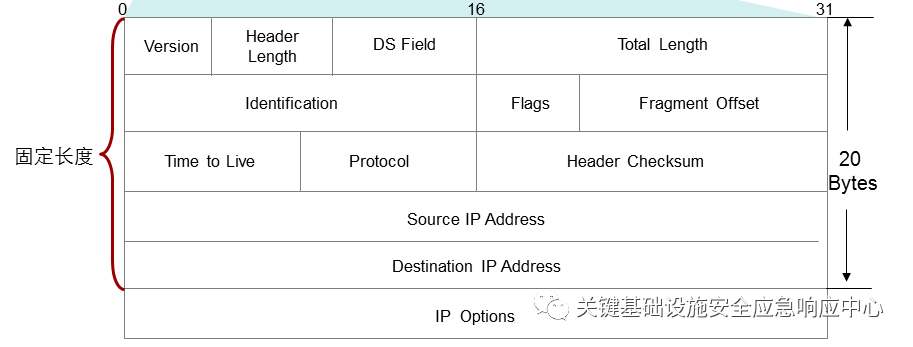 0 16 31
Version Header Length DS Field Total Length
Identification Flags Fragment Offset
固定长度
Time to Live Protocol Header Checksum
20 Bytes
Source IP Address
Destination IP Address
IP Options
关键基础设施安全应急响应中心